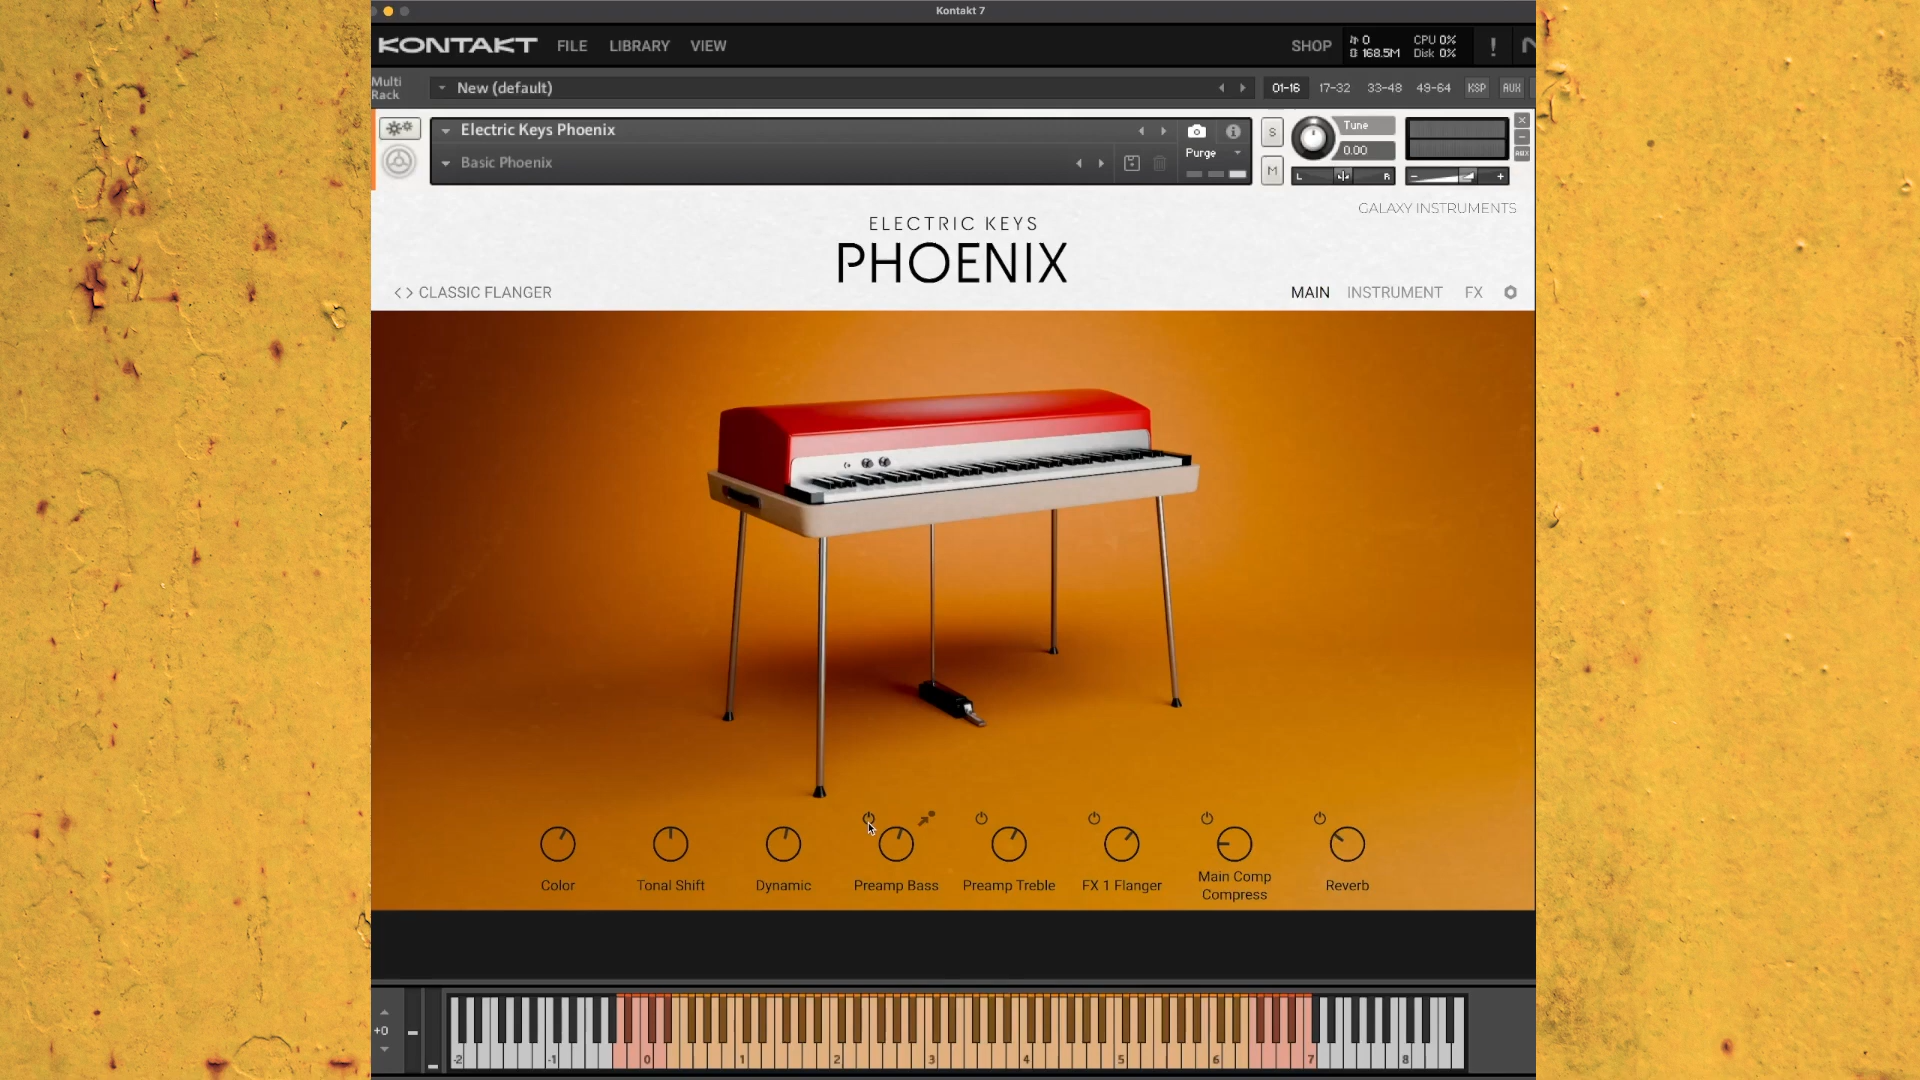 Kontakt 7
KONTAKT FILE LIBRARY VIEW SHOP
0 CPU 0%
168.5M Disk 0%
Multi
Rack
New (default) 01-16 17-32 33-48 49-64 KSP AUX
Electric Keys Phoenix
Basic Phoenix
Purge
S
M
Tune
0.00
L R - +
AUX
GALAXY INSTRUMENTS
ELECTRIC KEYS
PHOENIX
<> CLASSIC FLANGER MAIN INSTRUMENT FX
Color Tonal Shift Dynamic Preamp Bass Preamp Treble FX 1 Flanger Main Comp
Compress Reverb
+0
-2 -1 0 1 2 3 4 5 6 7 8